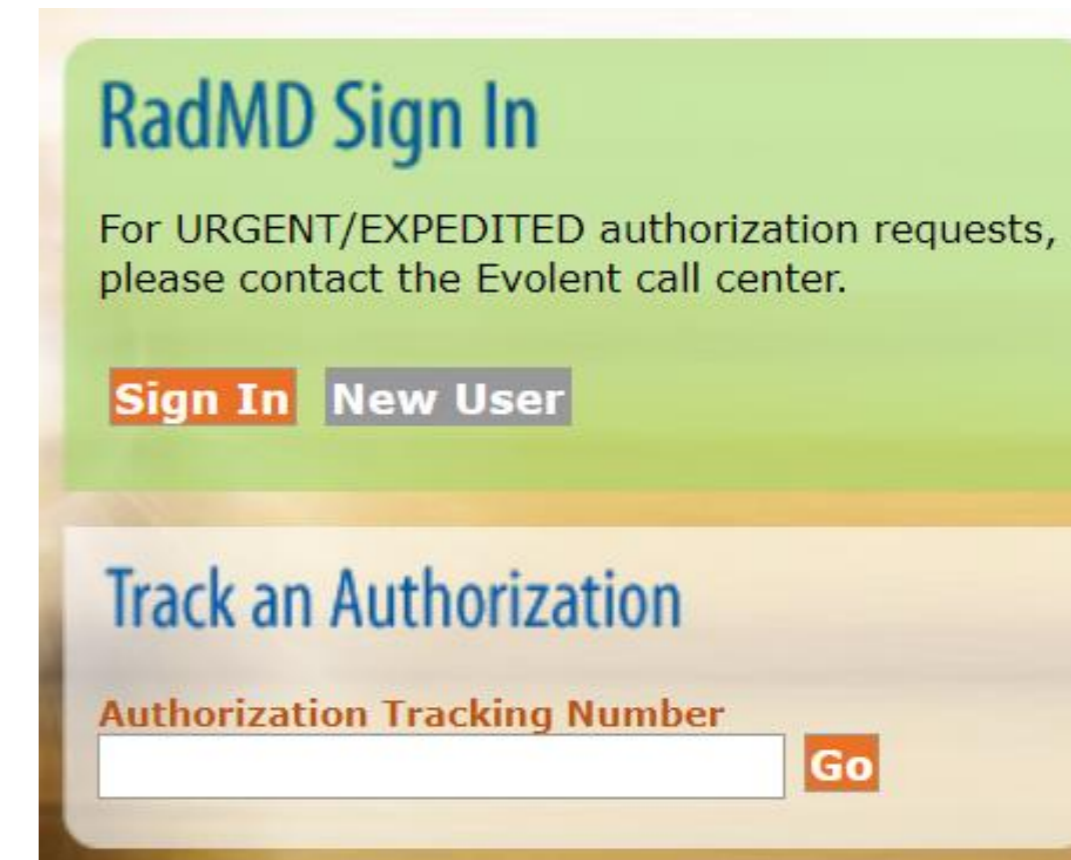 RadMD Sign In
For URGENT/EXPEDITED authorization requests,
please contact the Evolent call center.
Sign In New User
Track an Authorization
Authorization Tracking Number
Go